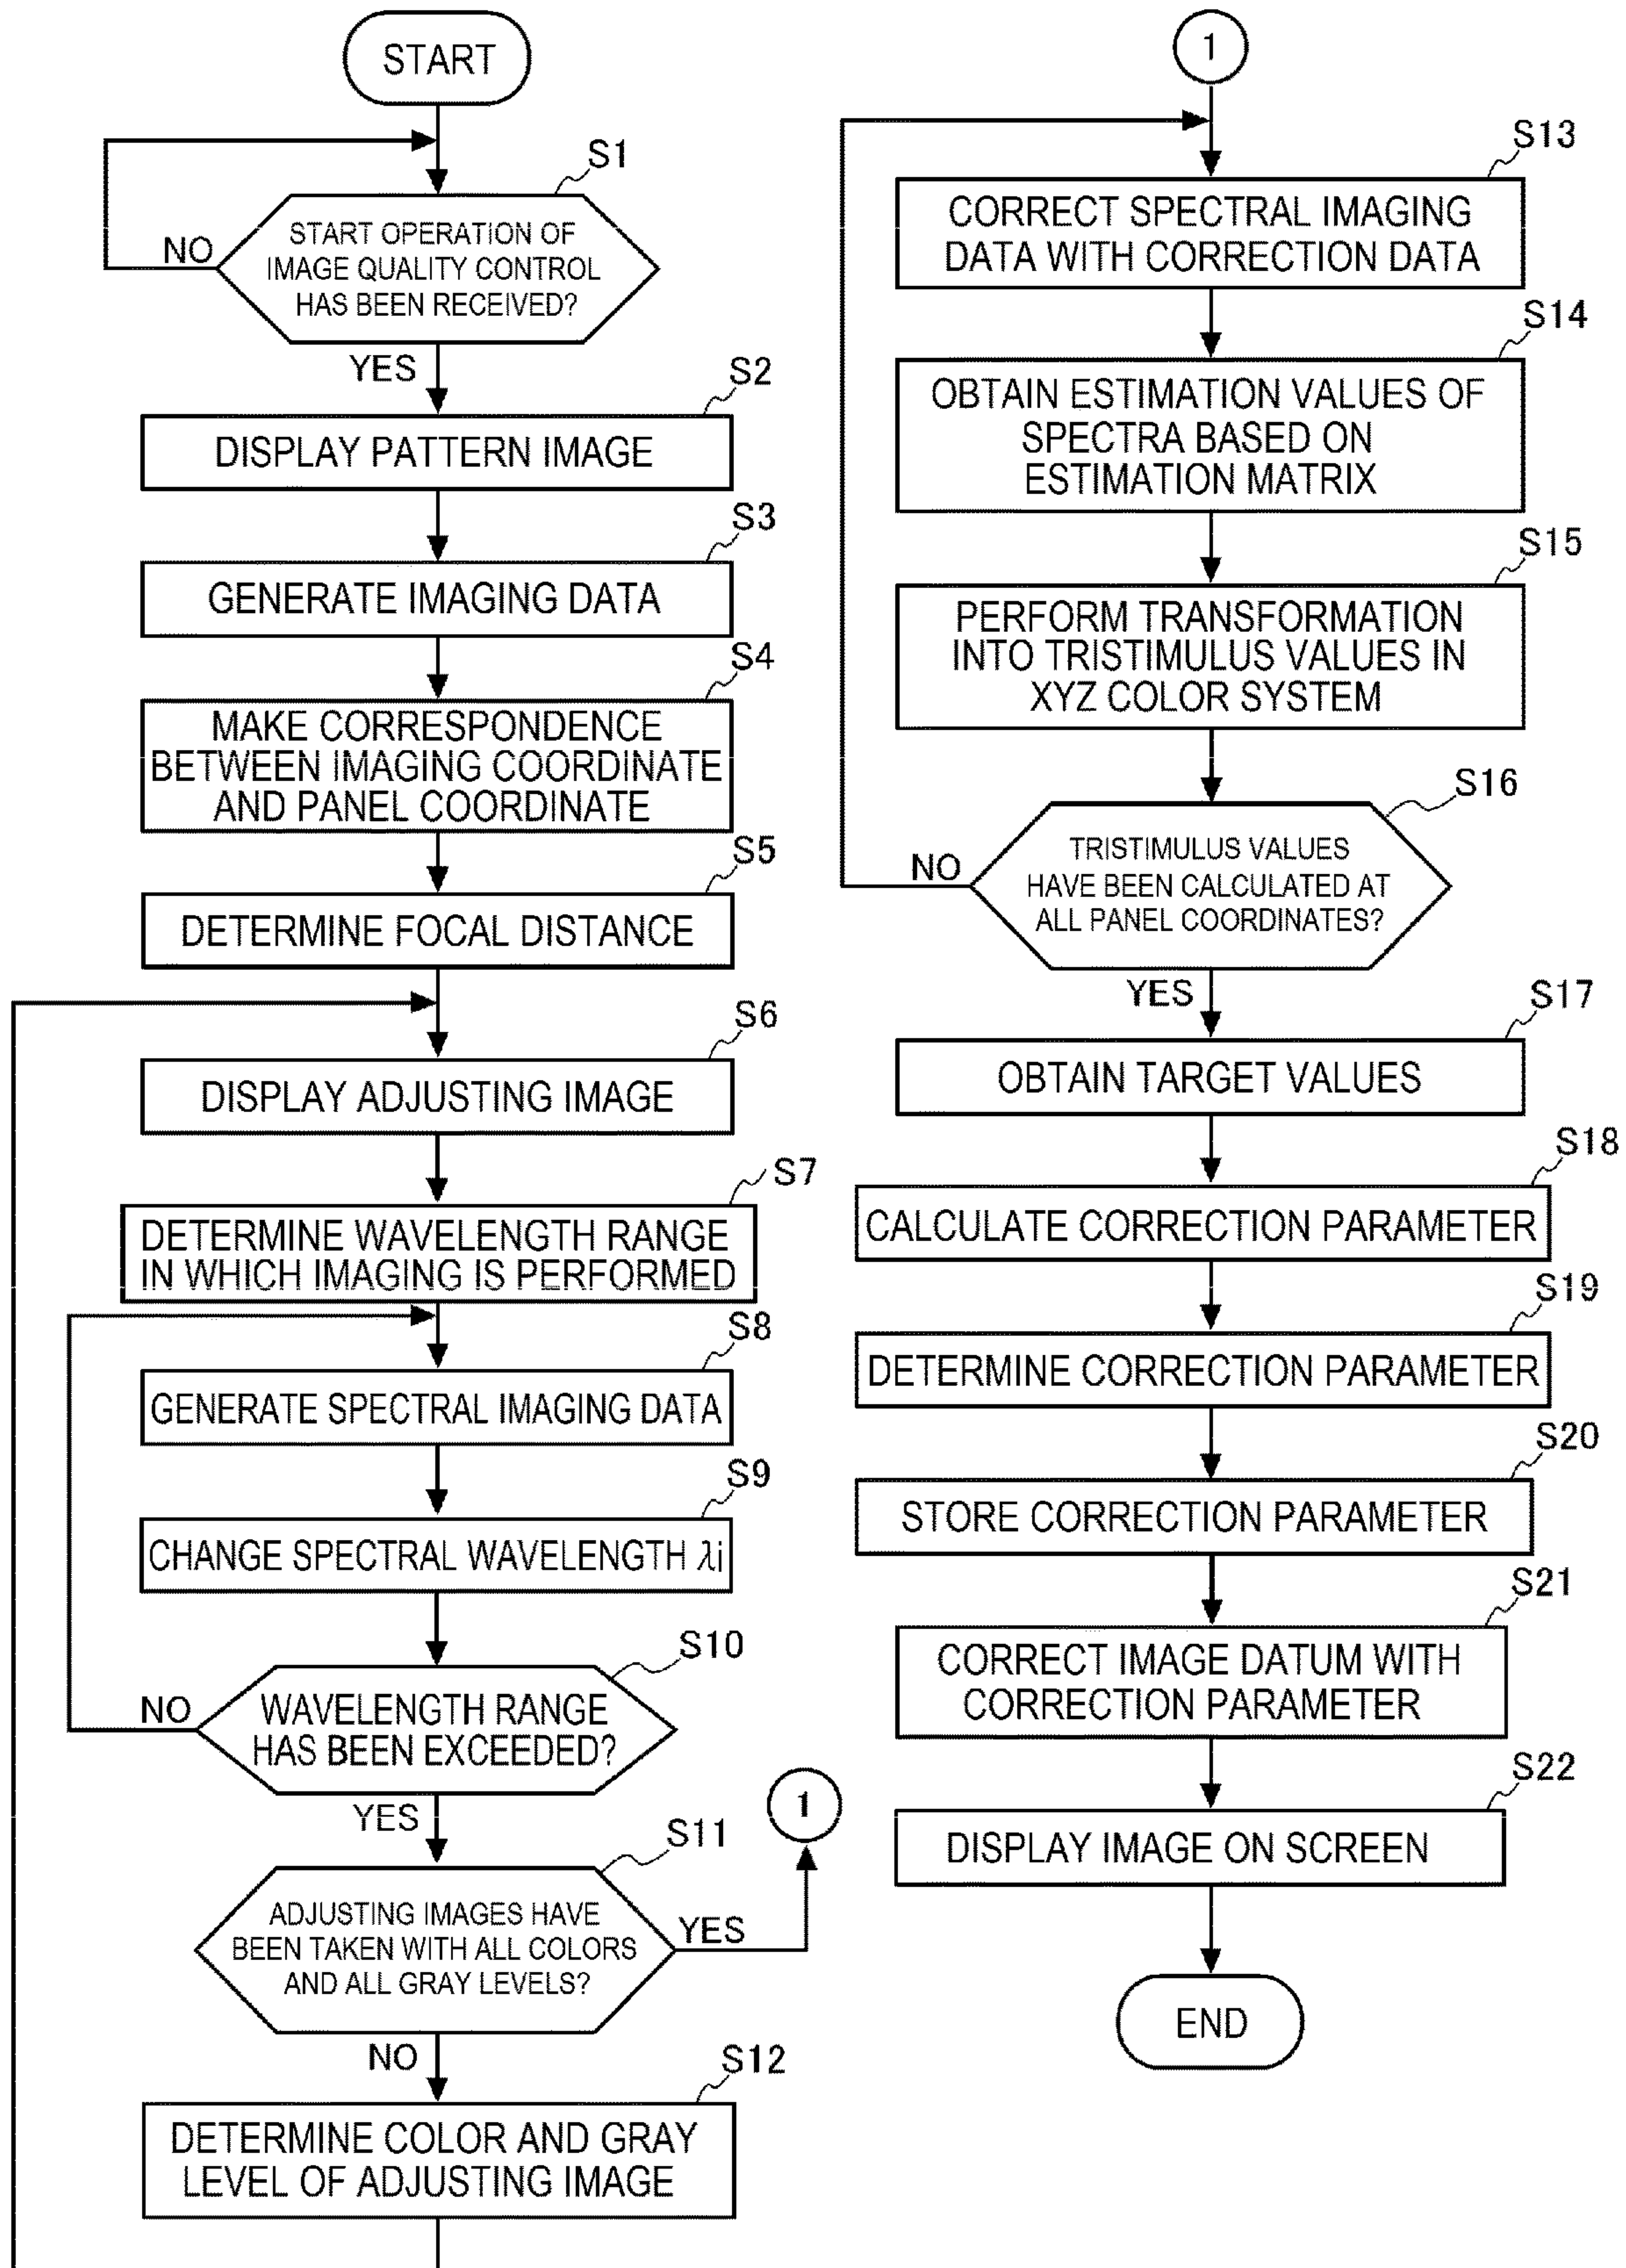 START
S1
START OPERATION OF
IMAGE QUALITY CONTROL
HAS BEEN RECEIVED?
NO
YES
S2
DISPLAY PATTERN IMAGE
S3
GENERATE IMAGING DATA
S4
MAKE CORRESPONDENCE
BETWEEN IMAGING COORDINATE
AND PANEL COORDINATE
S5
DETERMINE FOCAL DISTANCE
S6
DISPLAY ADJUSTING IMAGE
S7
DETERMINE WAVELENGTH RANGE
IN WHICH IMAGING IS PERFORMED
S8
GENERATE SPECTRAL IMAGING DATA
S9
CHANGE SPECTRAL WAVELENGTH λi
S10
WAVELENGTH RANGE
HAS BEEN EXCEEDED?
NO
YES
S11
ADJUSTING IMAGES HAVE
BEEN TAKEN WITH ALL COLORS
AND ALL GRAY LEVELS?
YES
1
NO
S12
DETERMINE COLOR AND GRAY
LEVEL OF ADJUSTING IMAGE
1
S13
CORRECT SPECTRAL IMAGING
DATA WITH CORRECTION DATA
S14
OBTAIN ESTIMATION VALUES OF
SPECTRA BASED ON
ESTIMATION MATRIX
S15
PERFORM TRANSFORMATION
INTO TRISTIMULUS VALUES IN
XYZ COLOR SYSTEM
S16
TRISTIMULUS VALUES
HAVE BEEN CALCULATED AT
ALL PANEL COORDINATES?
NO
YES
S17
OBTAIN TARGET VALUES
S18
CALCULATE CORRECTION PARAMETER
S19
DETERMINE CORRECTION PARAMETER
S20
STORE CORRECTION PARAMETER
S21
CORRECT IMAGE DATUM WITH
CORRECTION PARAMETER
S22
DISPLAY IMAGE ON SCREEN
END